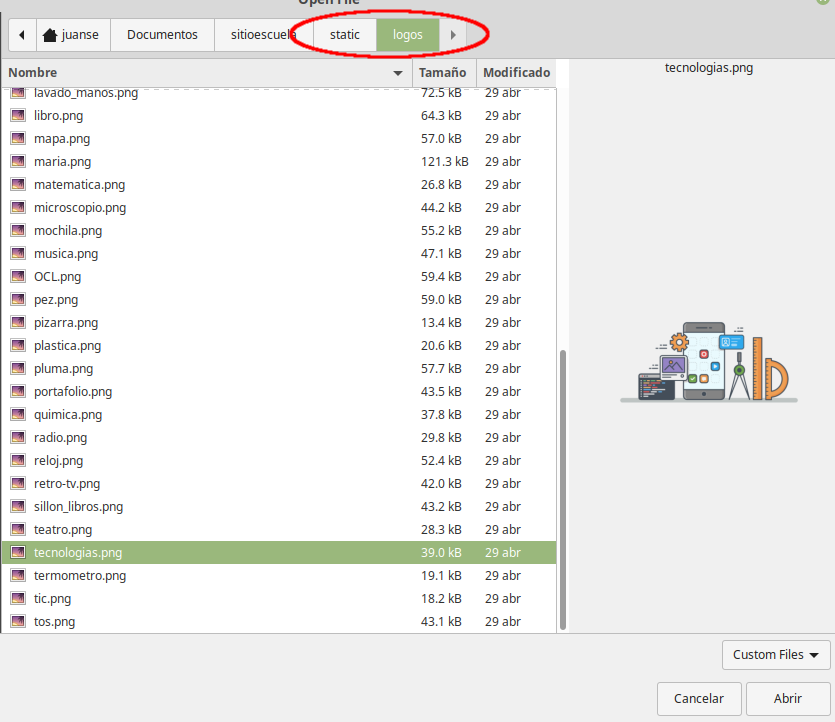 Open File
juanse Documentos sitioescuela static logos
Nombre Tamaño Modificado
tecnologias.png
lavado_manos.png 72.5 kB 29 abr
libro.png 64.3 kB 29 abr
mapa.png 57.0 kB 29 abr
maria.png 121.3 kB 29 abr
matematica.png 26.8 kB 29 abr
microscopio.png 44.2 kB 29 abr
mochila.png 55.2 kB 29 abr
musica.png 47.1 kB 29 abr
OCL.png 59.4 kB 29 abr
pez.png 59.0 kB 29 abr
pizarra.png 13.4 kB 29 abr
plastica.png 20.6 kB 29 abr
pluma.png 57.7 kB 29 abr
portafolio.png 43.5 kB 29 abr
quimica.png 37.8 kB 29 abr
radio.png 29.8 kB 29 abr
reloj.png 52.4 kB 29 abr
retro-tv.png 42.0 kB 29 abr
sillon_libros.png 43.2 kB 29 abr
teatro.png 28.3 kB 29 abr
tecnologias.png 39.0 kB 29 abr
termometro.png 19.1 kB 29 abr
tic.png 18.2 kB 29 abr
tos.png 43.1 kB 29 abr
Custom Files
Cancelar Abrir